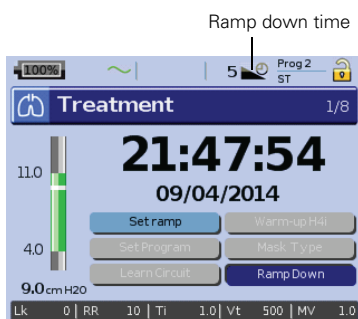 Ramp down time
100%
5
Prog 2
ST
Treatment
1/8
11.0
21:47:54
09/04/2014
Set ramp
Warm-up H4i
4.0
Set Program
Mask Type
Learn Circuit
Ramp Down
9.0 cm H2O
Lk 0 RR 10 Ti 1.0 Vt 500 MV 1.0